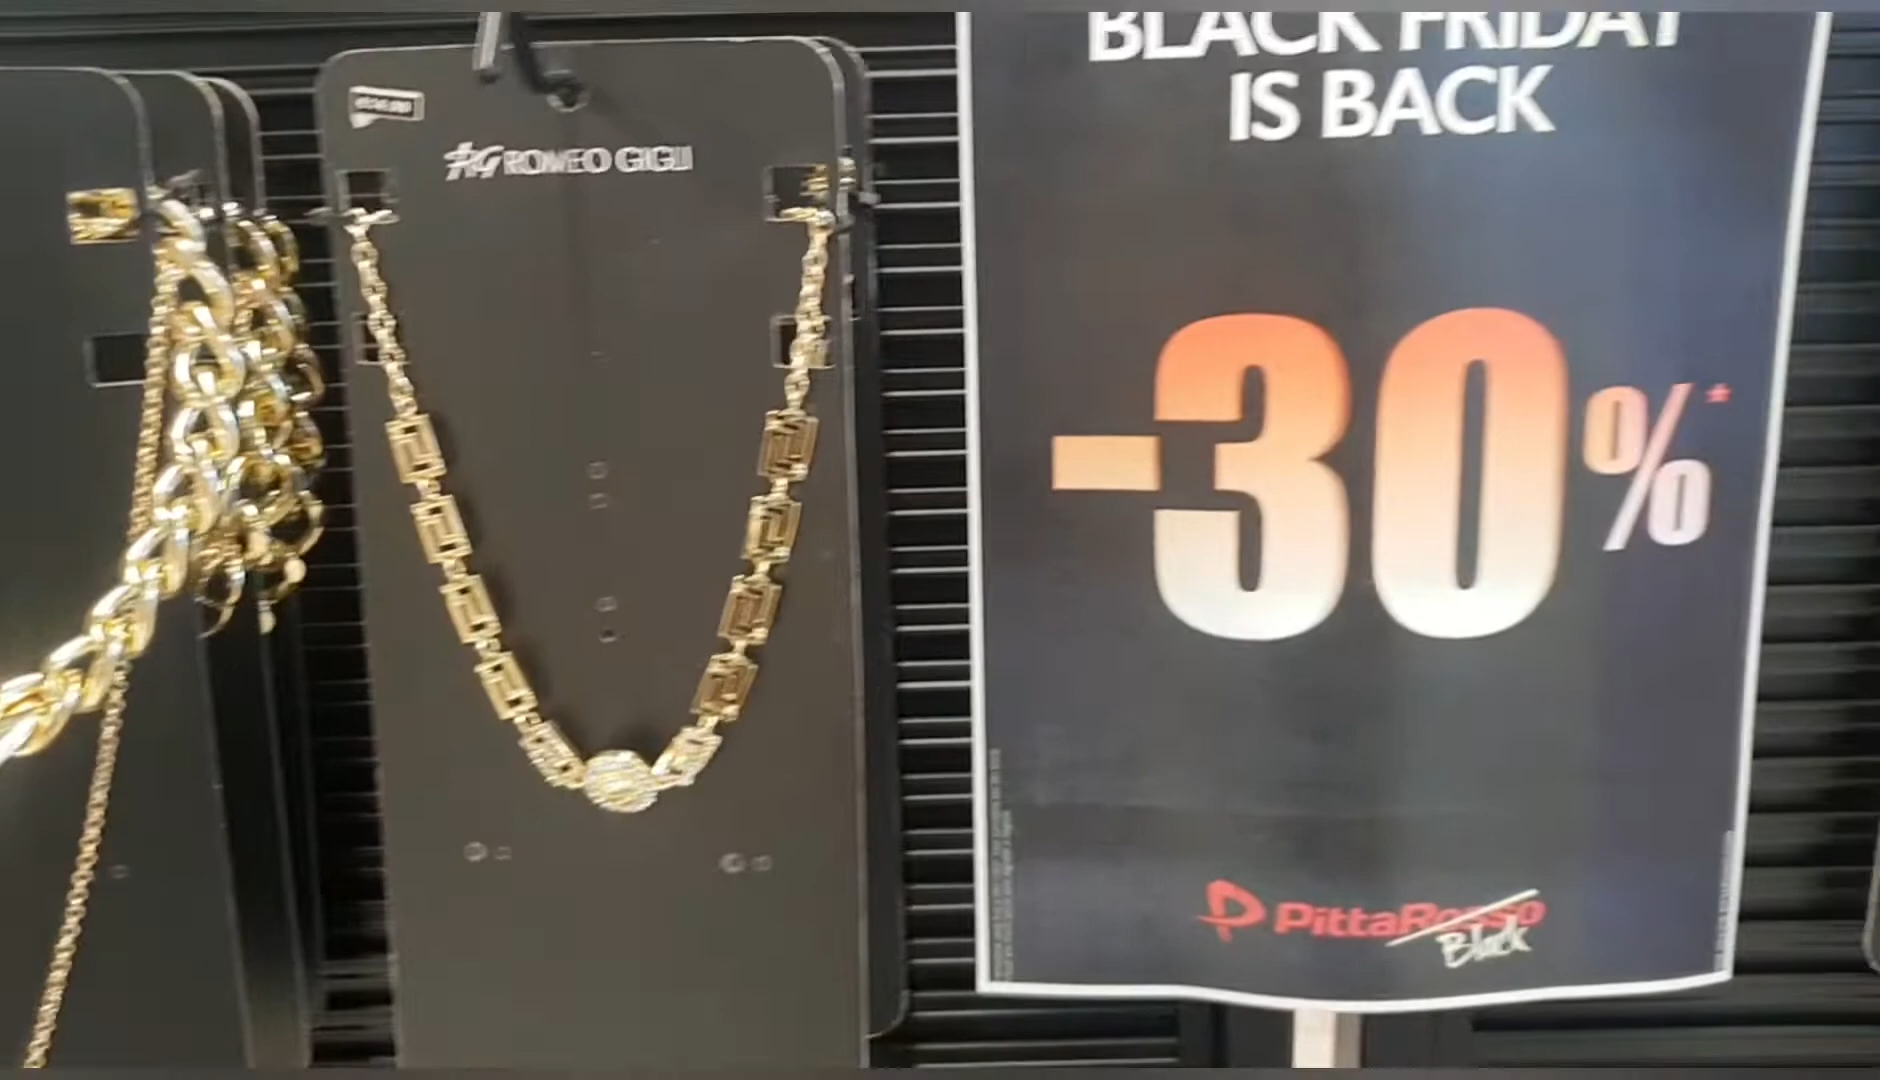 RG ROMEO GIGLI
BLACK FRIDAY
IS BACK
-30%*
PittaRosso
Black